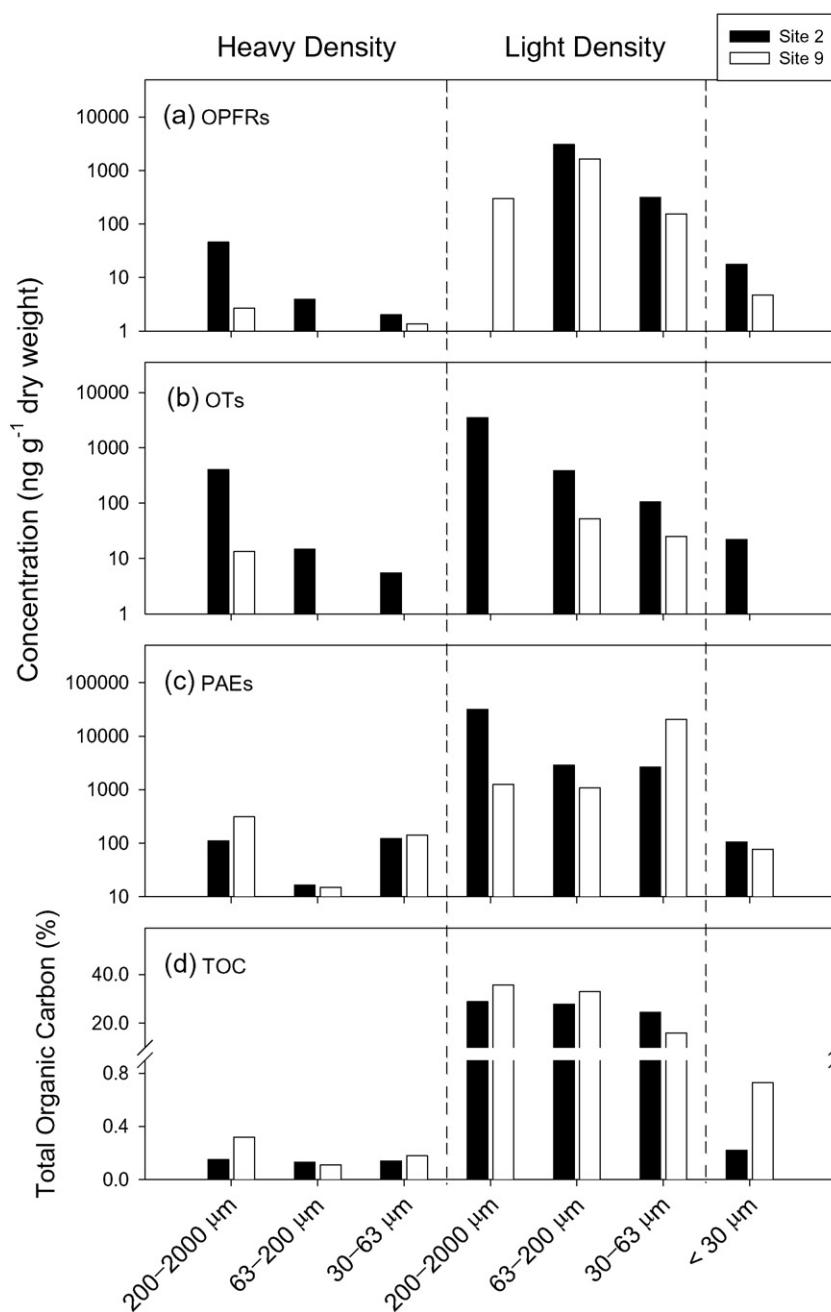 Heavy Density
Light Density
Site 2
Site 9
(a) OPFRs
10000
1000
100
10
1
(b) OTs
10000
1000
100
10
1
Concentration (ng g⁻¹ dry weight)
(c) PAEs
100000
10000
1000
100
10
(d) TOC
40.0
20.0
0.8
0.4
0.0
Total Organic Carbon (%)
200–2000 μm
63–200 μm
30–63 μm
200–2000 μm
63–200 μm
30–63 μm
< 30 μm